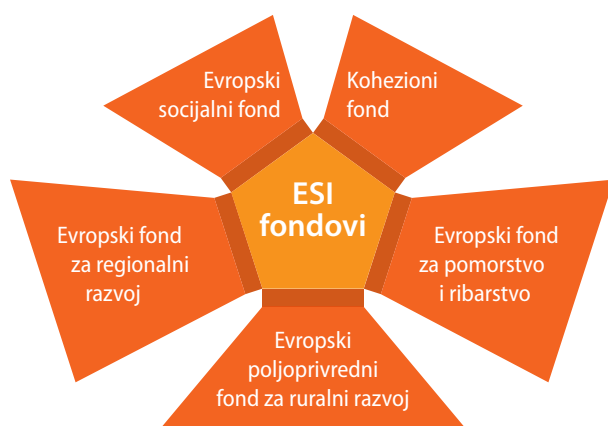 Evropski
socijalni fond
Kohezioni
fond
ESI
fondovi
Evropski fond
za regionalni
razvoj
Evropski fond
za pomorstvo
i ribarstvo
Evropski
poljoprivredni
fond za ruralni razvoj